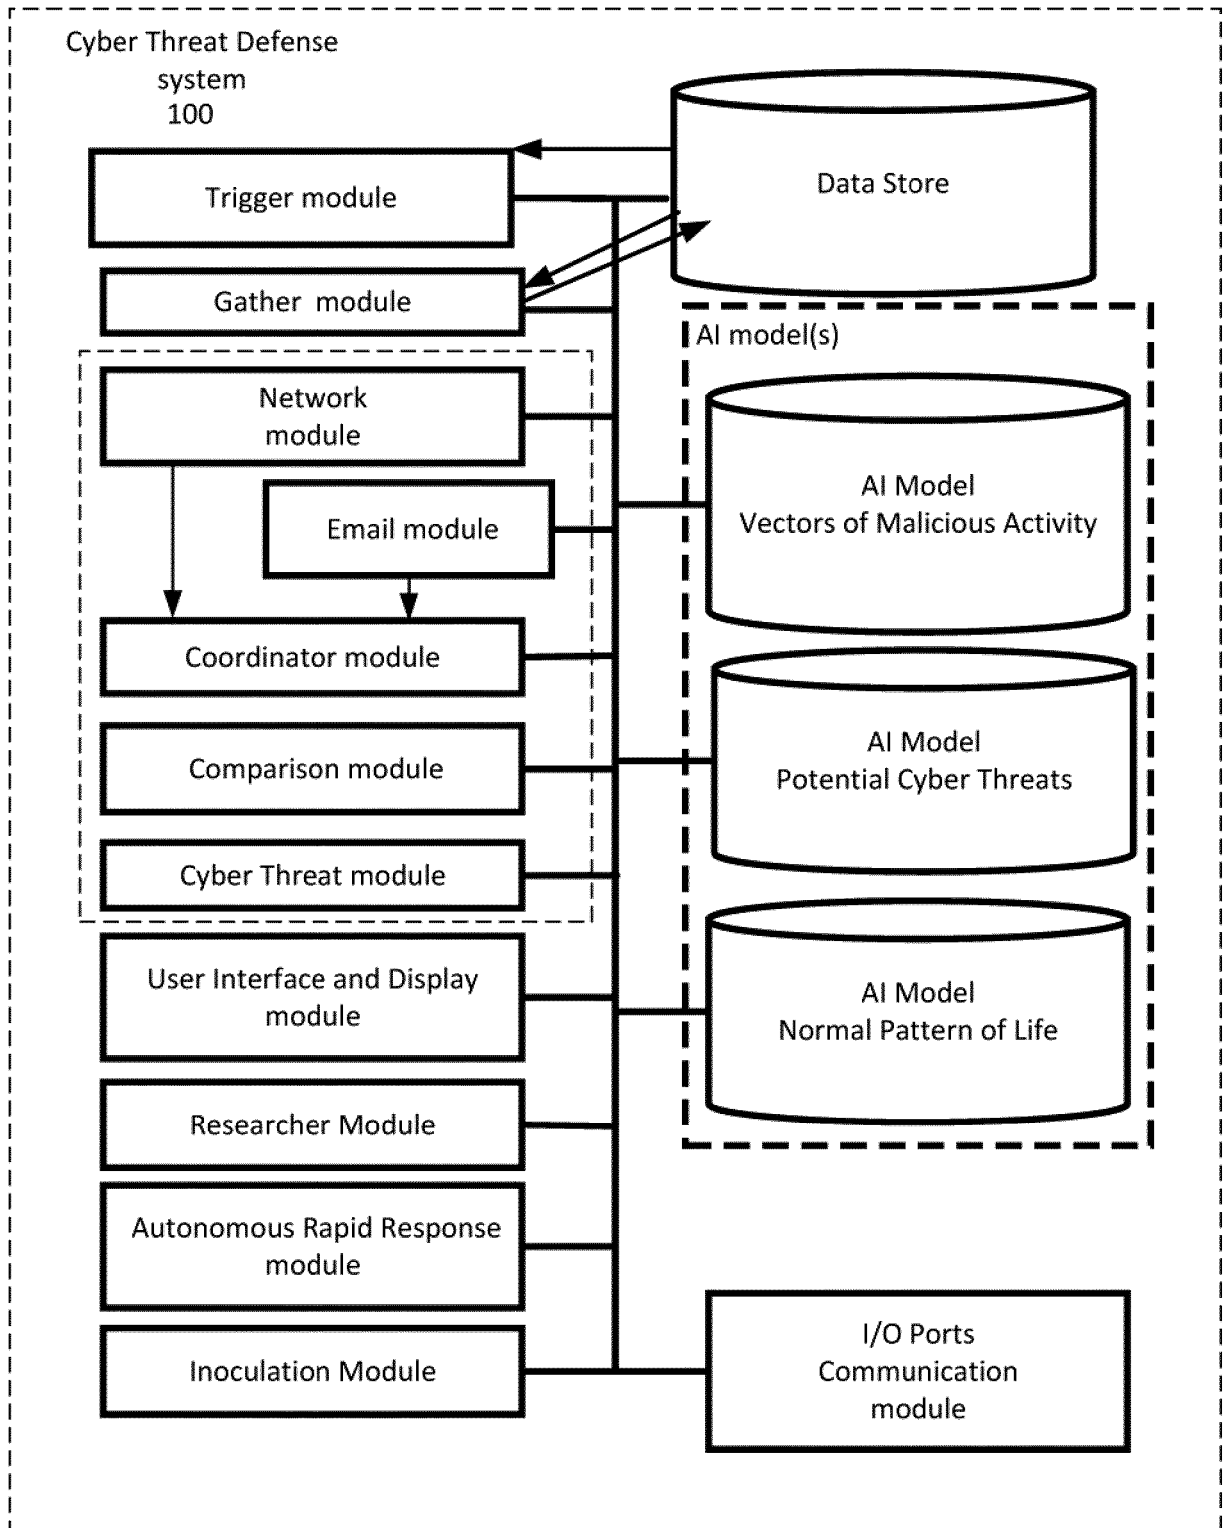 Cyber Threat Defense
system
100
Trigger module
Data Store
Gather  module
AI model(s)
Network
module
AI Model
Vectors of Malicious Activity
Email module
Coordinator module
AI Model
Potential Cyber Threats
Comparison module
Cyber Threat module
User Interface and Display
module
AI Model
Normal Pattern of Life
Researcher Module
Autonomous Rapid Response
module
Inoculation Module
I/O Ports
Communication
module